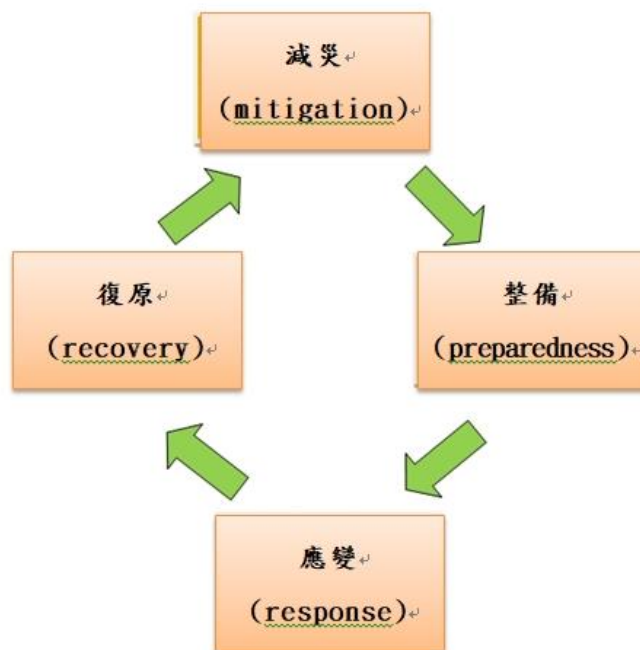 減災
(mitigation)
復原
(recovery)
整備
(preparedness)
應變
(response)